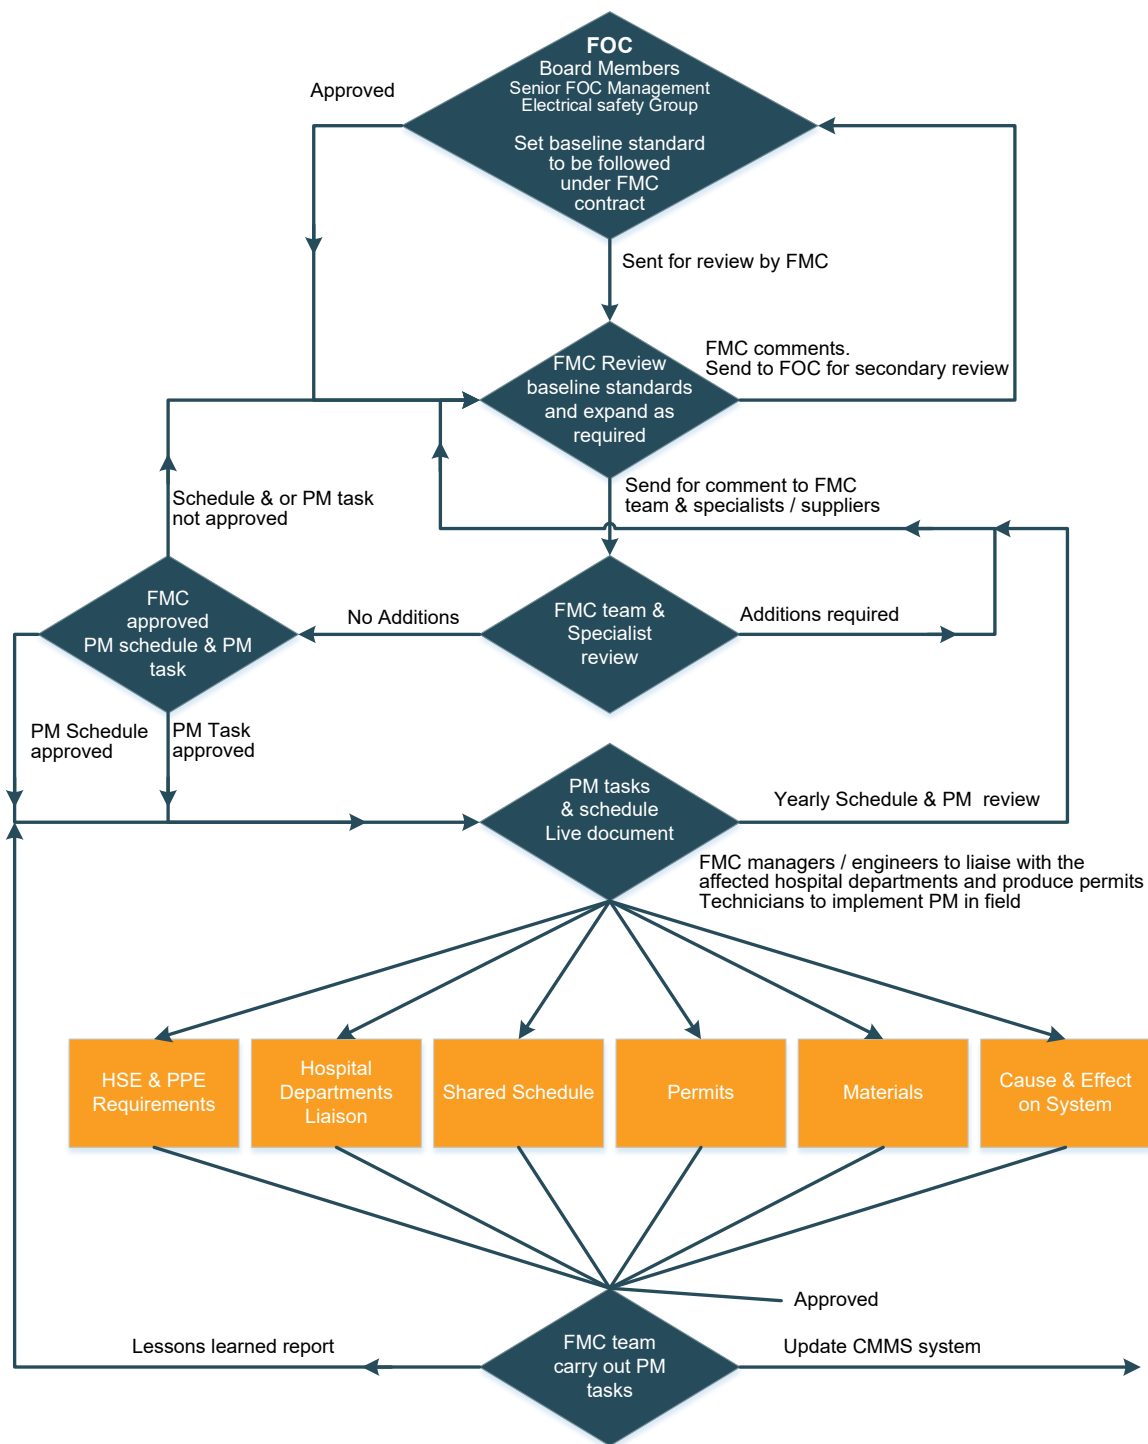 FOC
Board Members
Senior FOC Management
Electrical safety Group
Set baseline standard
to be followed
under FMC
contract
Approved
Sent for review by FMC
FMC Review
baseline standards
and expand as
required
FMC comments.
Send to FOC for secondary review
Send for comment to FMC
team & specialists / suppliers
Schedule & or PM task
not approved
FMC
approved
PM schedule & PM
task
No Additions
FMC team &
Specialist
review
Additions required
PM Schedule
approved
PM Task
approved
PM tasks
& schedule
Live document
Yearly Schedule & PM  review
FMC managers / engineers to liaise with the
affected hospital departments and produce permits
Technicians to implement PM in field
HSE & PPE
Requirements
Hospital
Departments
Liaison
Shared Schedule
Permits
Materials
Cause & Effect
on System
Approved
Lessons learned report
FMC team
carry out PM
tasks
Update CMMS system